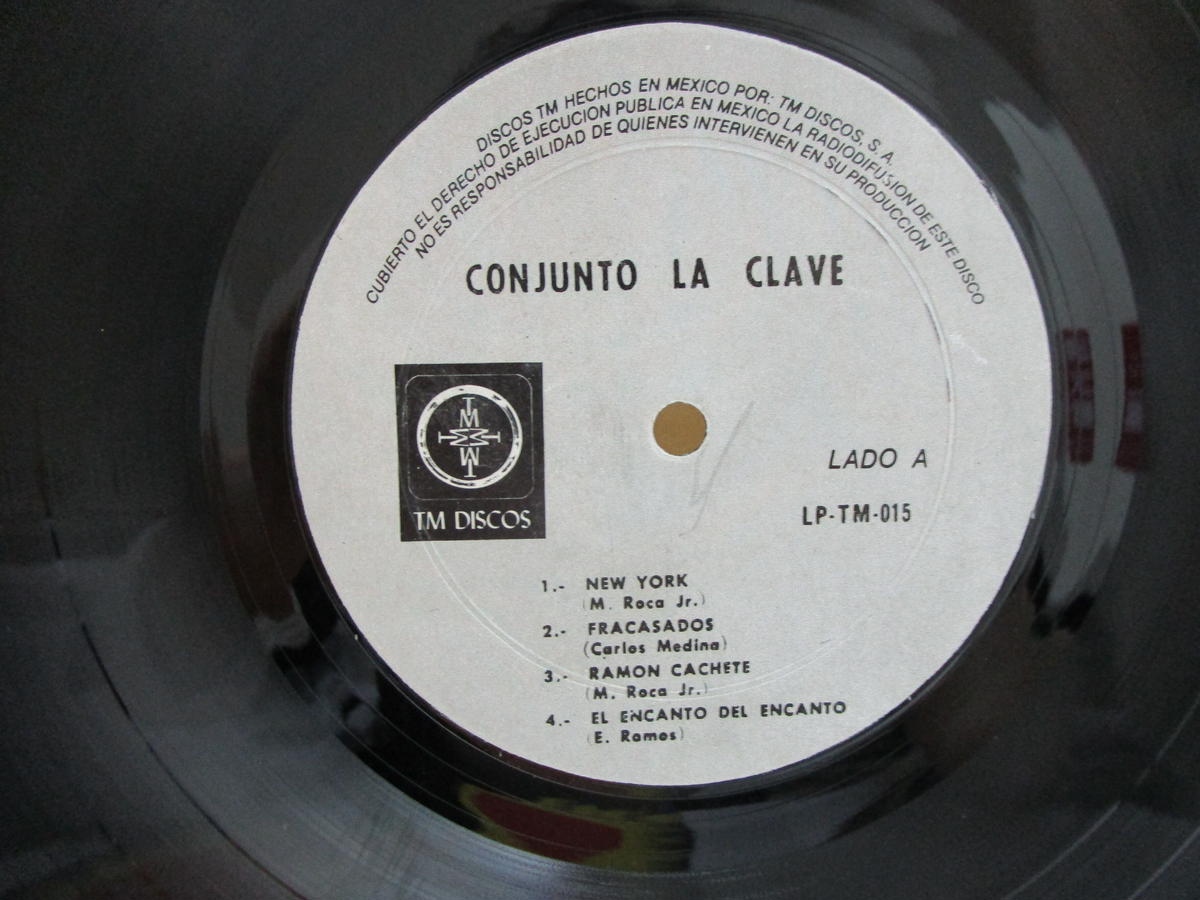 DISCOS TM HECHOS EN MEXICO POR: TM DISCOS, S.A.
CUBIERTO EL DERECHO DE EJECUCION PUBLICA EN MEXICO LA RADIODIFUSION DE ESTE DISCO
NO ES RESPONSABILIDAD DE QUIENES INTERVIENEN EN SU PRODUCCION
CONJUNTO LA CLAVE
TM
TM
TM DISCOS
LADO A
LP-TM-015
1.- NEW YORK
(M. Roca Jr.)
2.- FRACASADOS
(Carlos Medina)
3.- RAMON CACHETE
(M. Roca Jr.)
4.- EL ENCANTO DEL ENCANTO
(E. Ramos)